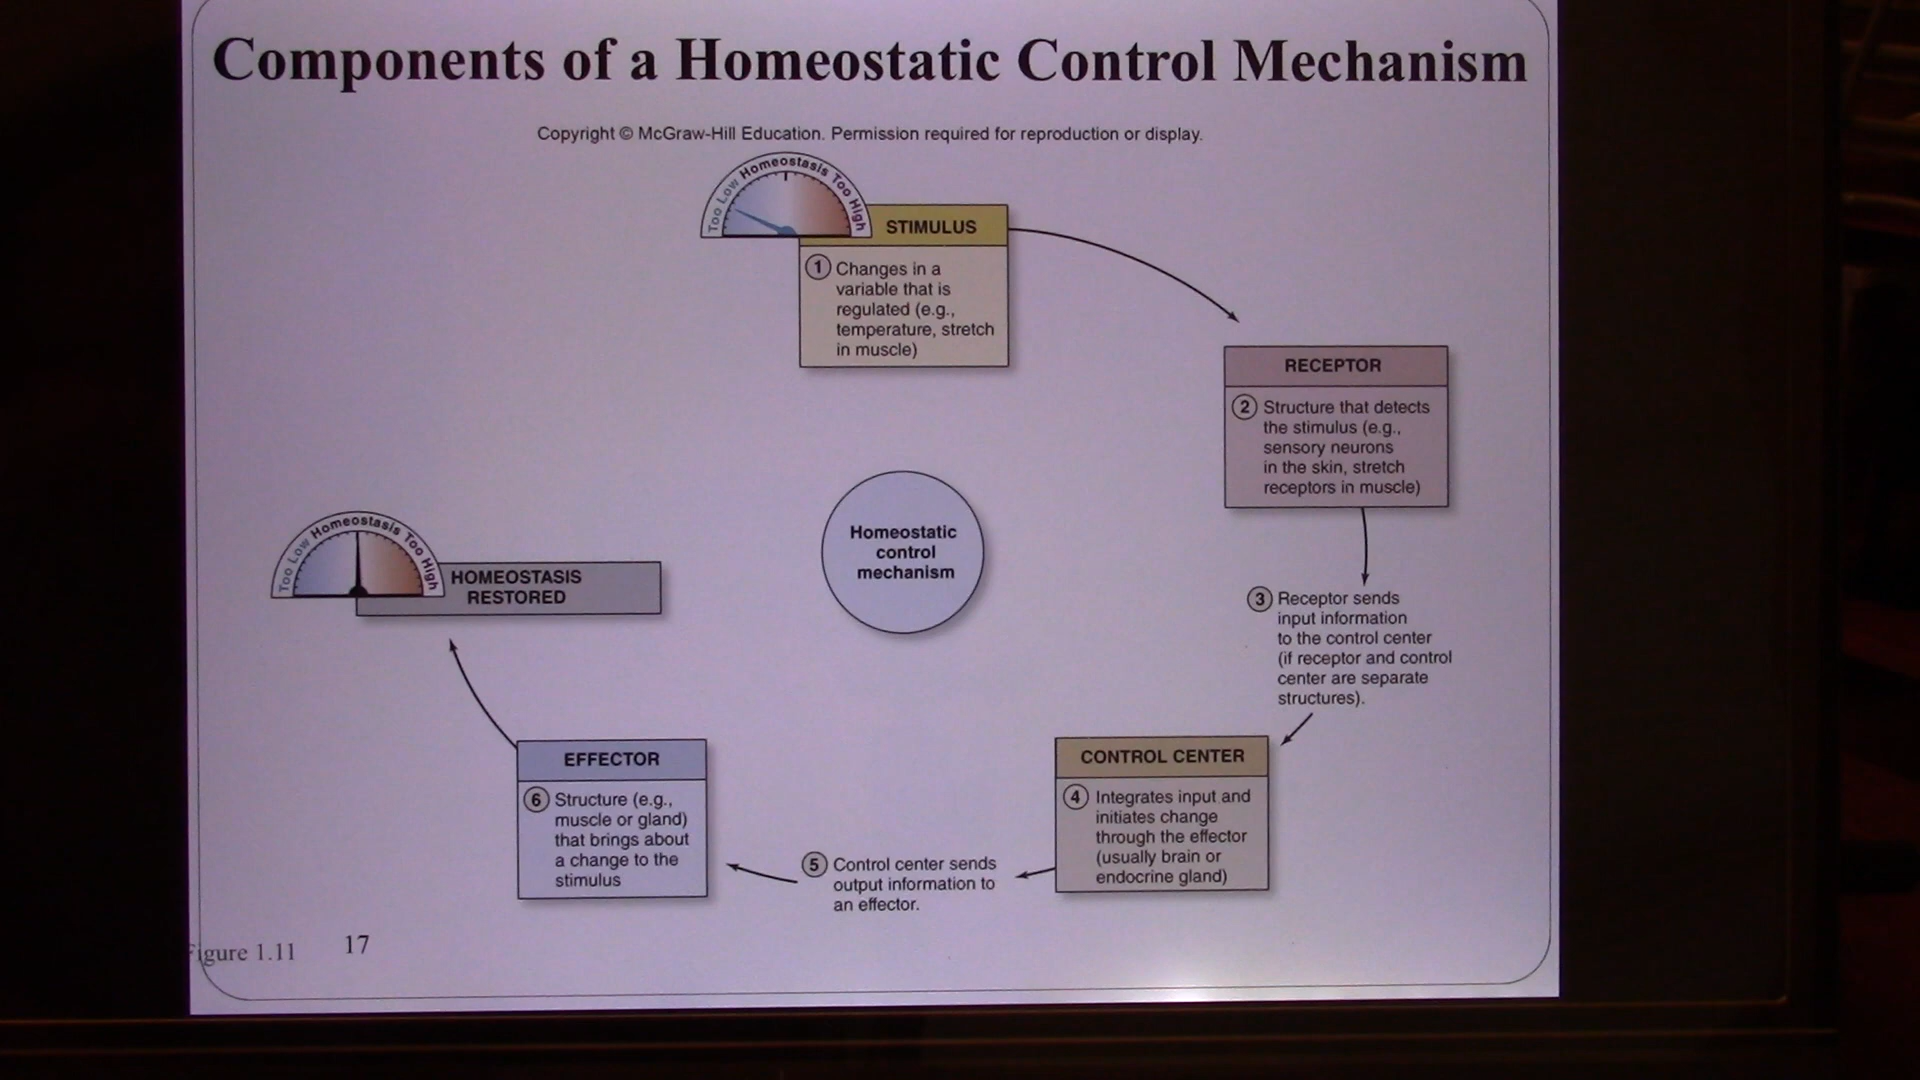 Components of a Homeostatic Control Mechanism
Copyright © McGraw-Hill Education. Permission required for reproduction or display.
Too Low Homeostasis Too High
STIMULUS
1 Changes in a
variable that is
regulated (e.g.,
temperature, stretch
in muscle)
RECEPTOR
2 Structure that detects
the stimulus (e.g.,
sensory neurons
in the skin, stretch
receptors in muscle)
3 Receptor sends
input information
to the control center
(if receptor and control
center are separate
structures).
CONTROL CENTER
4 Integrates input and
initiates change
through the effector
(usually brain or
endocrine gland)
5 Control center sends
output information to
an effector.
EFFECTOR
6 Structure (e.g.,
muscle or gland)
that brings about
a change to the
stimulus
Too Low Homeostasis Too High
HOMEOSTASIS
RESTORED
Homeostatic
control
mechanism
Figure 1.11
17